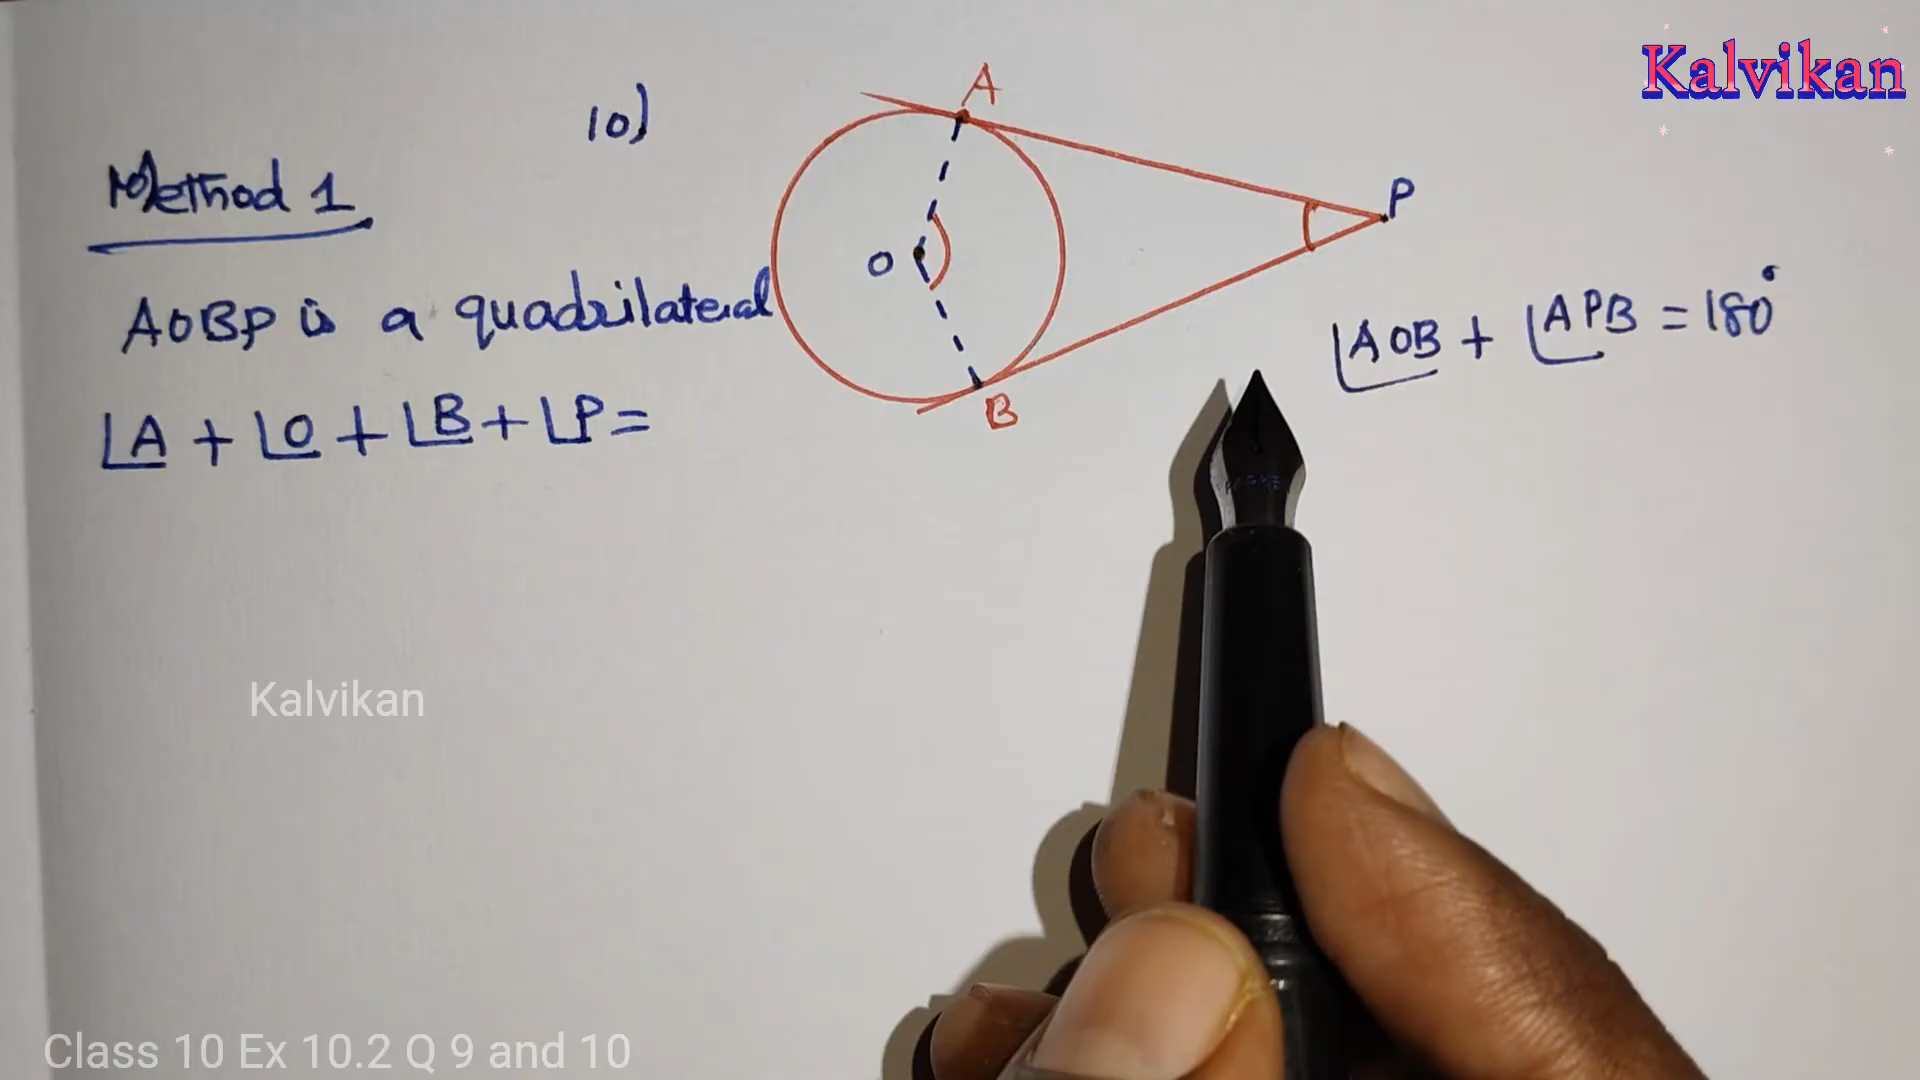 Kalvikan
10)
A
Method 1
P
O
AOBP is a quadrilateral
∠AOB + ∠APB = 180°
B
∠A + ∠O + ∠B + ∠P =
Kalvikan
Class 10 Ex 10.2 Q 9 and 10